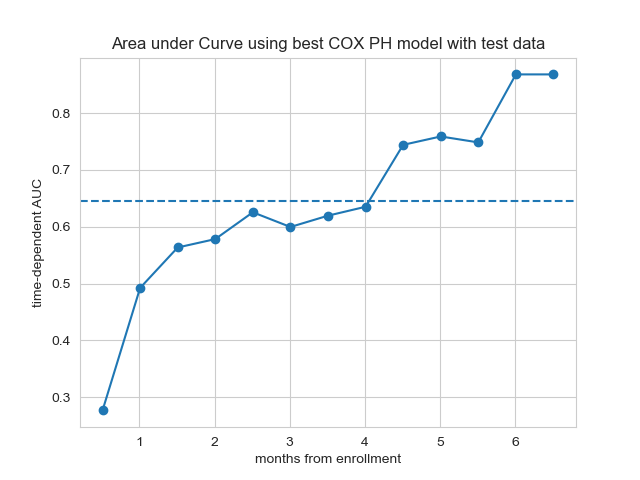 Area under Curve using best COX PH model with test data
time-dependent AUC
0.8
0.7
0.6
0.5
0.4
0.3
1 2 3 4 5 6
months from enrollment